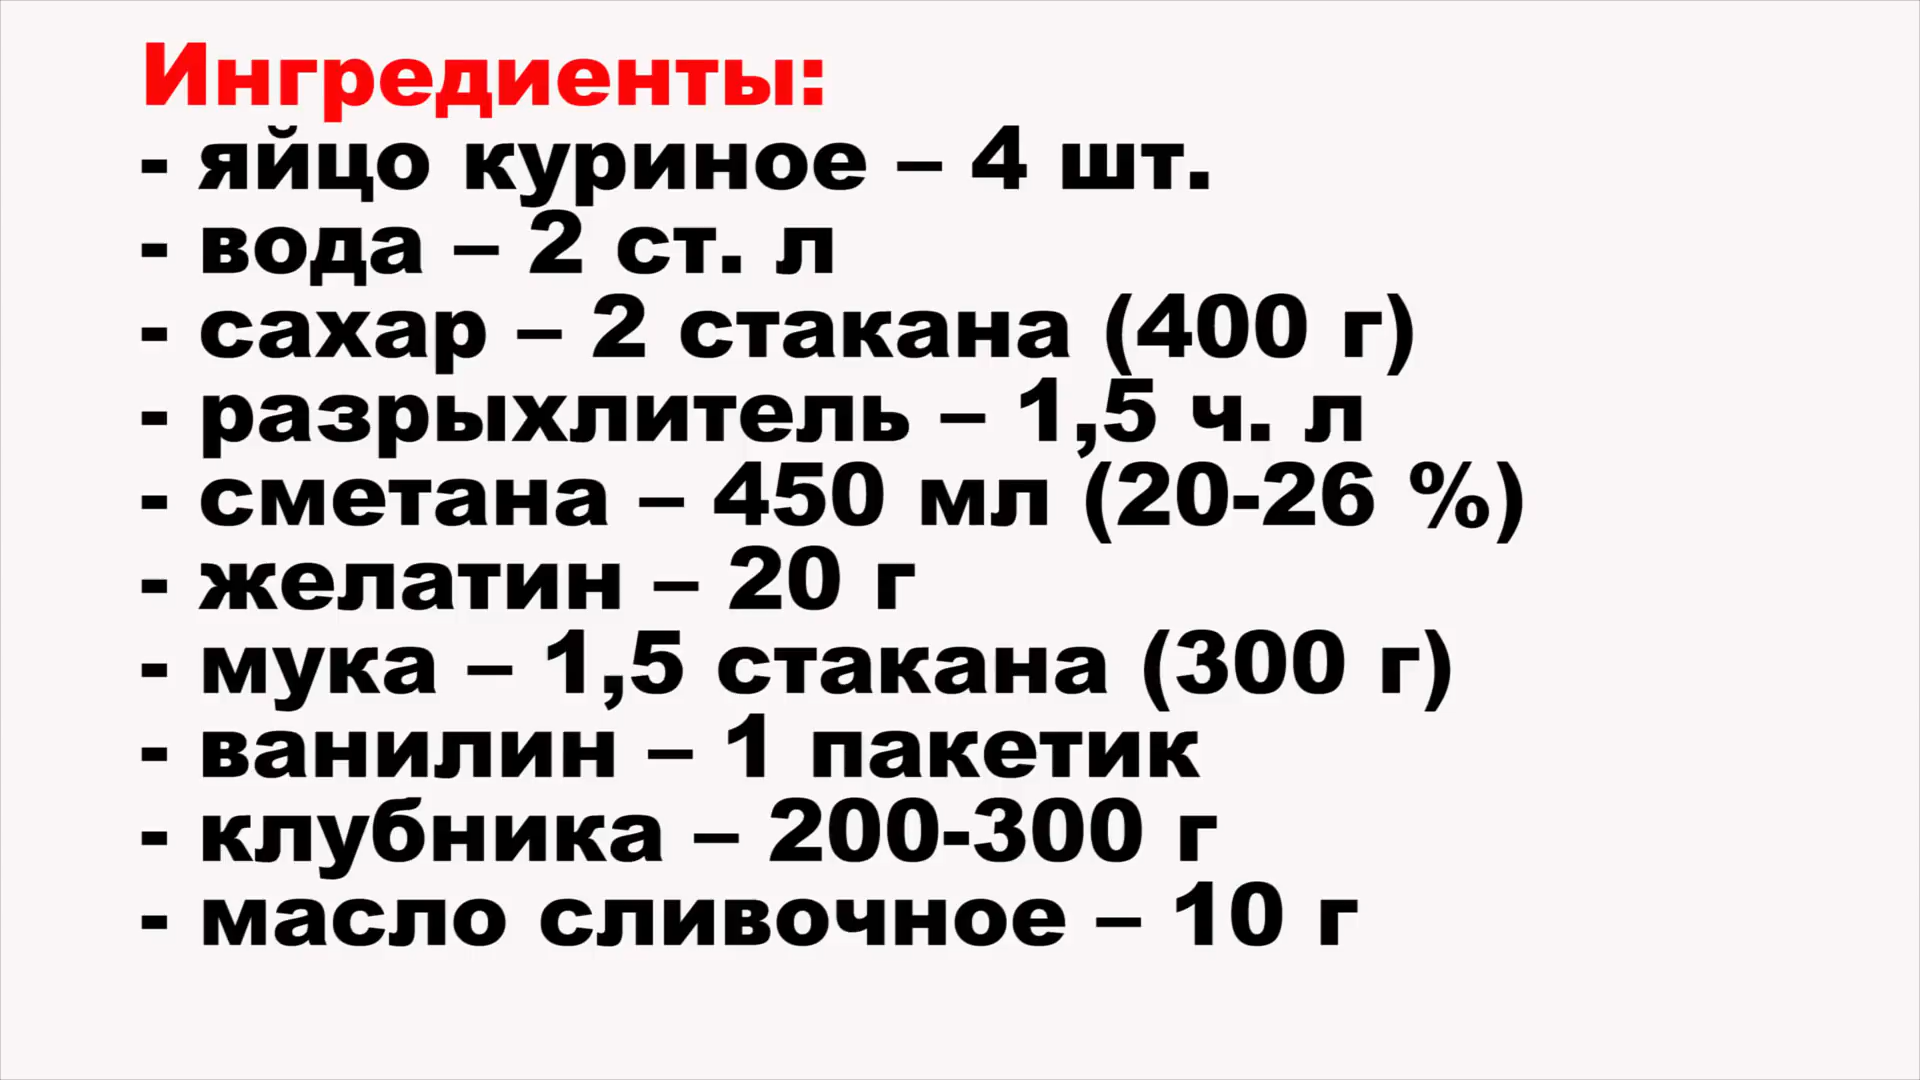 Ингредиенты:
- яйцо куриное – 4 шт.
- вода – 2 ст. л
- сахар – 2 стакана (400 г)
- разрыхлитель – 1,5 ч. л
- сметана – 450 мл (20-26 %)
- желатин – 20 г
- мука – 1,5 стакана (300 г)
- ванилин – 1 пакетик
- клубника – 200-300 г
- масло сливочное – 10 г